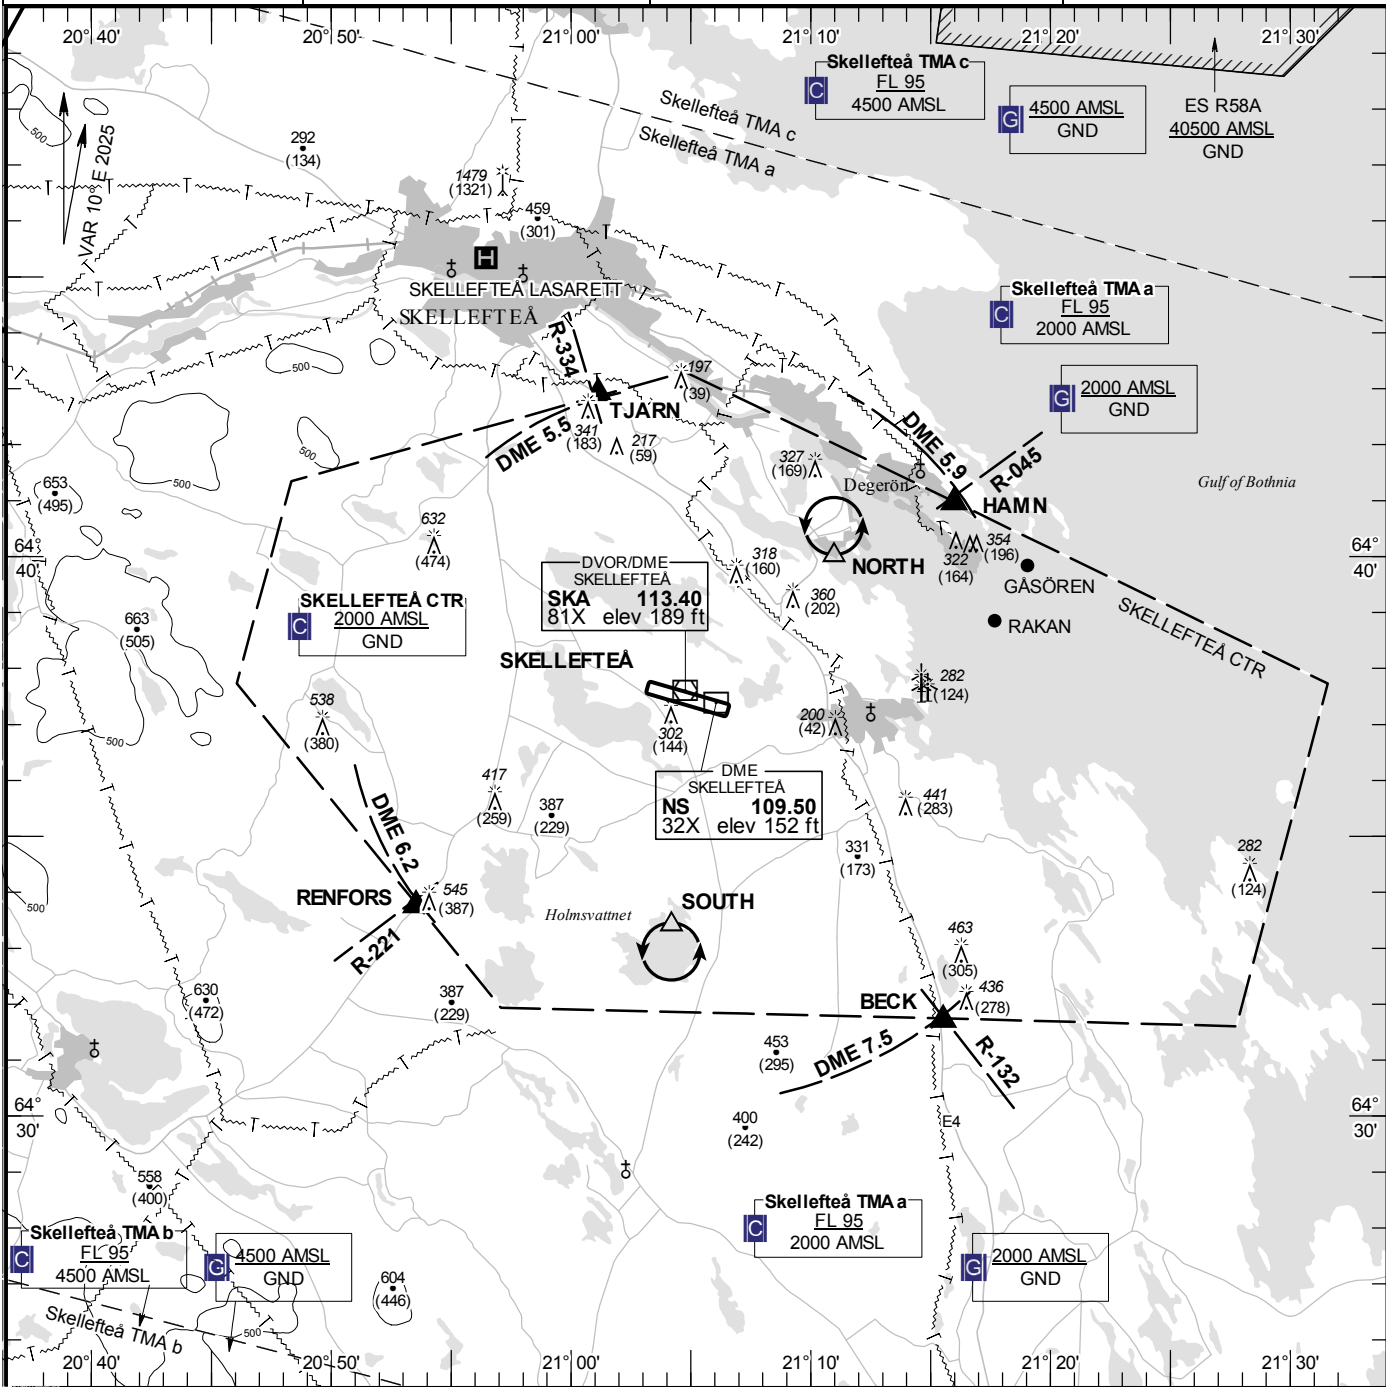 20°40'
20°50'
21°00'
21°10'
21°20'
21°30'
Skellefteå TMA c
C
FL 95
4500 AMSL
G
4500 AMSL
GND
ES R58A
40500 AMSL
GND
Skellefteå TMA c
Skellefteå TMA a
VAR 10° E 2025
500
292
(134)
1479
(1321)
459
(301)
H
SKELLEFTEÅ LASARETT
SKELLEFTEÅ
Skellefteå TMA a
C
FL 95
2000 AMSL
G
2000 AMSL
GND
R-334
500
197
(39)
TJÄRN
341
(183)
217
(59)
DME 5.5
DME 5.9
R-045
HAMN
327
(169)
Degerön
Gulf of Bothnia
500
500
653
(495)
632
(474)
64°
40'
64°
40'
NORTH
322
(164)
354
(196)
GÅSÖREN
RAKAN
318
(160)
360
(202)
DVOR/DME
SKELLEFTEÅ
SKA 113.40
81X elev 189 ft
SKELLEFTEÅ CTR
C
2000 AMSL
GND
663
(505)
SKELLEFTEÅ CTR
SKELLEFTEÅ
282
(124)
538
(380)
302
(144)
200
(42)
500
DME
SKELLEFTEÅ
NS 109.50
32X elev 152 ft
417
(259)
387
(229)
DME 6.2
441
(283)
331
(173)
282
(124)
RENFORS
545
(387)
R-221
500
Holmsvattnet
SOUTH
463
(305)
436
(278)
BECK
630
(472)
387
(229)
453
(295)
DME 7.5
R-132
64°
30'
64°
30'
400
(242)
E4
558
(400)
Skellefteå TMA b
C
FL 95
4500 AMSL
G
4500 AMSL
GND
Skellefteå TMA a
C
FL 95
2000 AMSL
G
2000 AMSL
GND
604
(446)
Skellefteå TMA b
500
20°40'
20°50'
21°00'
21°10'
21°20'
21°30'